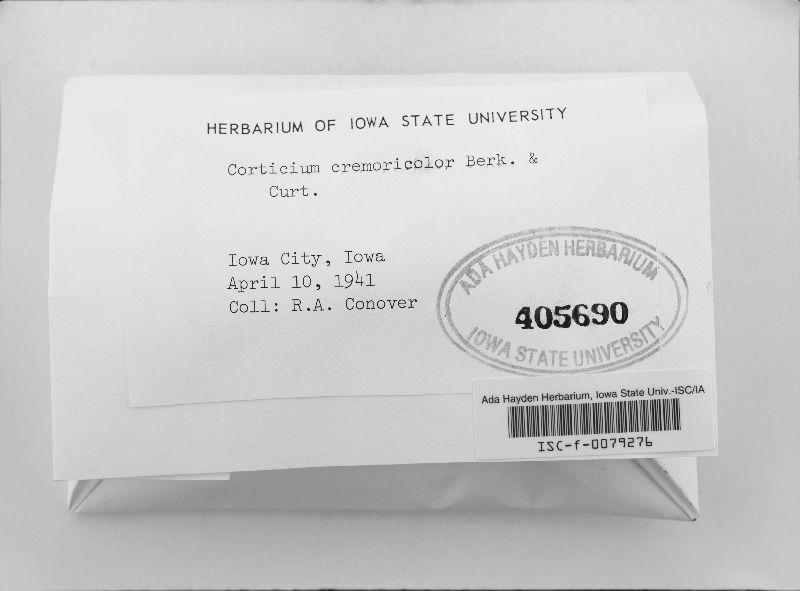 HERBARIUM OF IOWA STATE UNIVERSITY
Corticium cremoricolor Berk. &
Curt.
Iowa City, Iowa
April 10, 1941
Coll: R.A. Conover
ADA HAYDEN HERBARIUM
405690
IOWA STATE UNIVERSITY
Ada Hayden Herbarium, Iowa State Univ.-ISC/IA
ISC-f-0079276